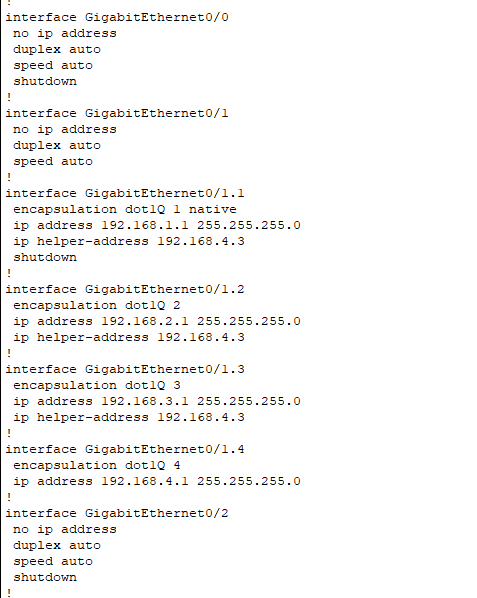 !
interface GigabitEthernet0/0
 no ip address
 duplex auto
 speed auto
 shutdown
!
interface GigabitEthernet0/1
 no ip address
 duplex auto
 speed auto
!
interface GigabitEthernet0/1.1
 encapsulation dot1Q 1 native
 ip address 192.168.1.1 255.255.255.0
 ip helper-address 192.168.4.3
 shutdown
!
interface GigabitEthernet0/1.2
 encapsulation dot1Q 2
 ip address 192.168.2.1 255.255.255.0
 ip helper-address 192.168.4.3
!
interface GigabitEthernet0/1.3
 encapsulation dot1Q 3
 ip address 192.168.3.1 255.255.255.0
 ip helper-address 192.168.4.3
!
interface GigabitEthernet0/1.4
 encapsulation dot1Q 4
 ip address 192.168.4.1 255.255.255.0
!
interface GigabitEthernet0/2
 no ip address
 duplex auto
 speed auto
 shutdown
!